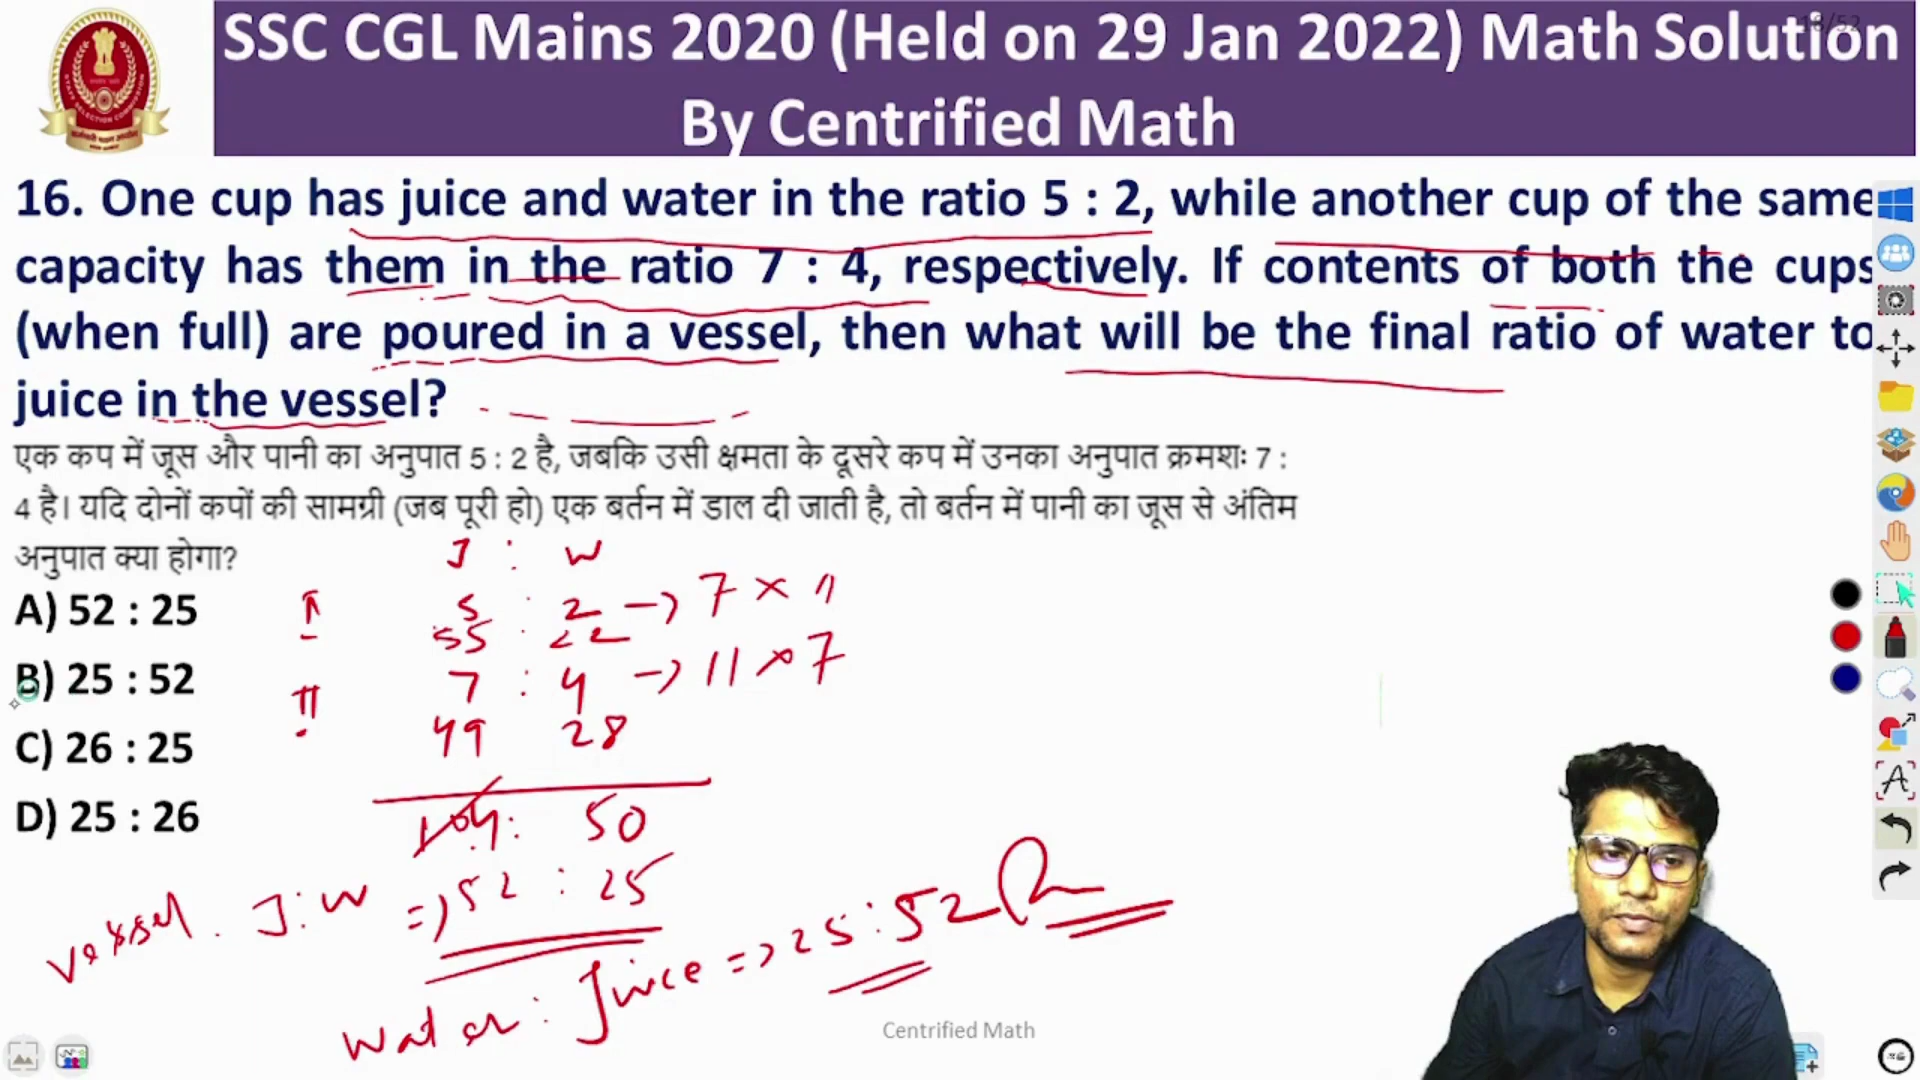 SSC CGL Mains 2020 (Held on 29 Jan 2022) Math Solution
By Centrified Math
16. One cup has juice and water in the ratio 5 : 2, while another cup of the same
capacity has them in the ratio 7 : 4, respectively. If contents of both the cups
(when full) are poured in a vessel, then what will be the final ratio of water to
juice in the vessel?
एक कप में जूस और पानी का अनुपात 5 : 2 है, जबकि उसी क्षमता के दूसरे कप में उनका अनुपात क्रमशः 7 :
4 है। यदि दोनों कपों की सामग्री (जब पूरी हो) एक बर्तन में डाल दी जाती है, तो बर्तन में पानी का जूस से अंतिम
अनुपात क्या होगा?
A) 52 : 25
B) 25 : 52
C) 26 : 25
D) 25 : 26
J : W
I 5 : 2 → 7 × 11
55 : 22
II 7 : 4 → 11 × 7
49 28
104 : 50
vessel. J : W => 52 : 25
water : Juice => 25 : 52
Centrified Math